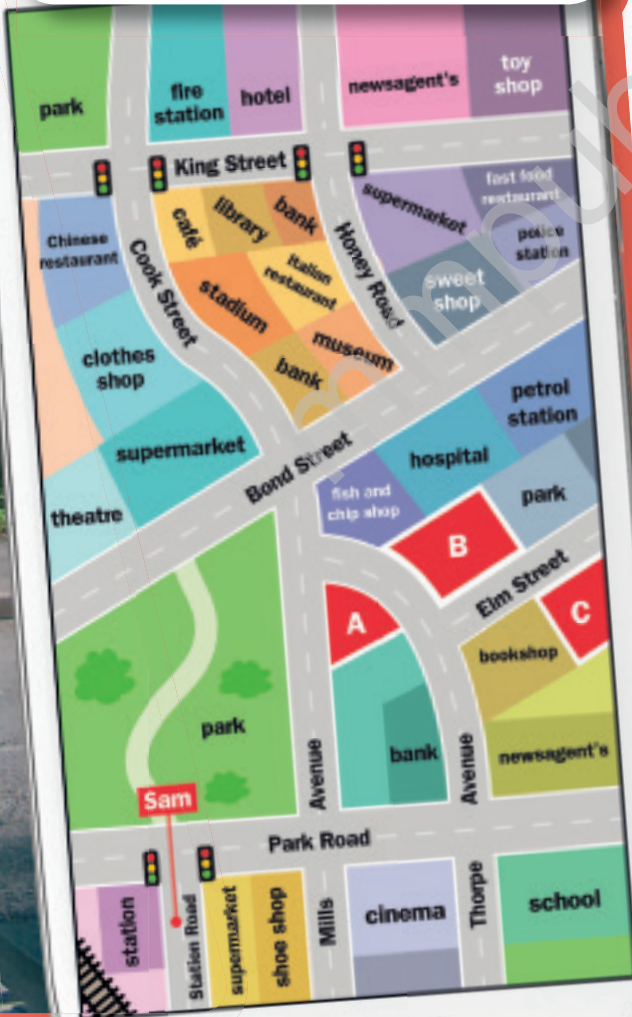 park
fire
station
hotel
newsagent's
toy
shop
King Street
Chinese
restaurant
Cook Street
café
library
bank
Honey Road
supermarket
fast food
restaurant
police
station
stadium
Italian
restaurant
sweet
shop
clothes
shop
bank
museum
supermarket
theatre
Bond Street
petrol
station
hospital
fish and
chip shop
park
B
Elm Street
A
C
bookshop
park
bank
newsagent's
Avenue
Avenue
Sam
Park Road
station
Station Road
supermarket
shoe shop
Mills
cinema
Thorpe
school